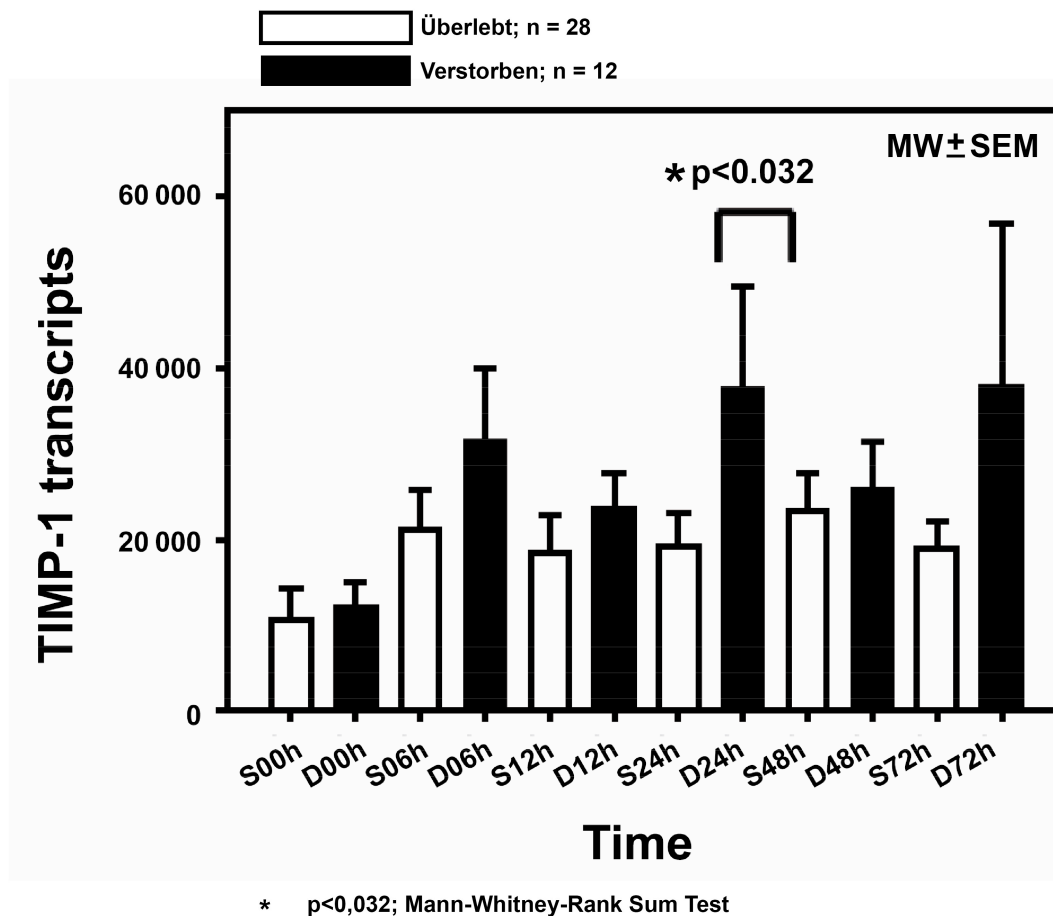 Überlebt; n = 28
Verstorben; n = 12
MW±SEM
* p<0.032
60 000
40 000
20 000
0
TIMP-1 transcripts
S00h D00h S06h D06h S12h D12h S24h D24h S48h D48h S72h D72h
Time
* p<0,032; Mann-Whitney-Rank Sum Test